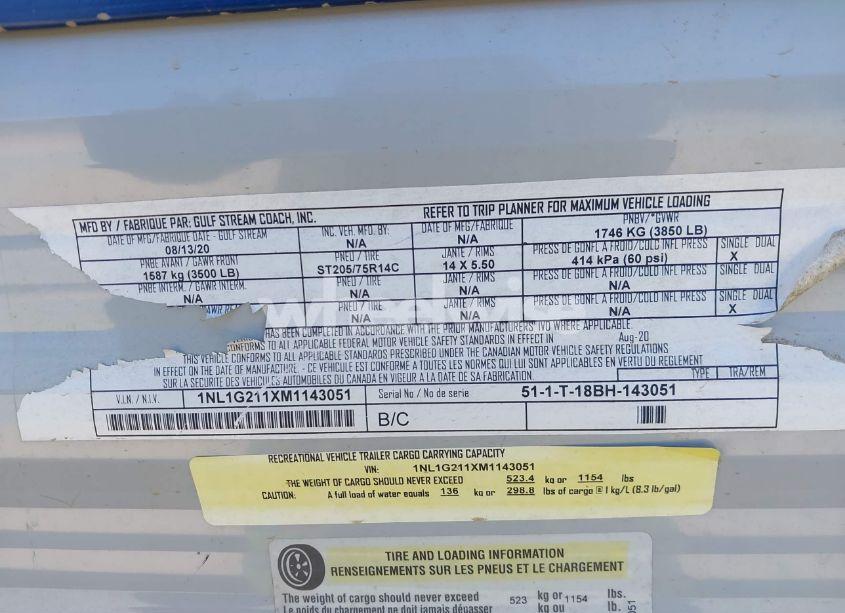 MFD BY / FABRIQUE PAR: GULF STREAM COACH, INC. REFER TO TRIP PLANNER FOR MAXIMUM VEHICLE LOADING
DATE OF MFG/FABRIQUE DATE - GULF STREAM INC. VEH. MFD. BY: DATE OF MFG/FABRIQUE PNBV/*GVWR
08/13/20 N/A N/A 1746 KG (3850 LB)
PNBE AVANT / GAWR FRONT PNEU / TIRE JANTE / RIMS PRESS DE GONFL A FROID/COLD INFL PRESS SINGLE DUAL
1587 kg (3500 LB) ST205/75R14C 14 X 5.50 414 kPa (60 psi) X
PNBE INTERM. / GAWR INTERM. PNEU / TIRE JANTE / RIMS PRESS DE GONFL A FROID/COLD INFL PRESS SINGLE DUAL
N/A N/A N/A N/A
GAWR PNEU / TIRE JANTE / RIMS PRESS DE GONFL A FROID/COLD INFL PRESS SINGLE DUAL
N/A N/A N/A X
HAS BEEN COMPLETED IN ACCORDANCE WITH THE PRIOR MANUFACTURERS' IVD WHERE APPLICABLE.
CONFORMS TO ALL APPLICABLE FEDERAL MOTOR VEHICLE SAFETY STANDARDS IN EFFECT IN Aug-20
THIS VEHICLE CONFORMS TO ALL APPLICABLE STANDARDS PRESCRIBED UNDER THE CANADIAN MOTOR VEHICLE SAFETY REGULATIONS
IN EFFECT ON THE DATE OF MANUFACTURE. - CE VEHICULE EST CONFORME A TOUTES LES NORMES QUI LUI SONT APPLICABLES EN VERTU DU REGLEMENT
SUR LA SECURITE DES VEHICULES AUTOMOBILES DU CANADA EN VIGEUR A LA DATE DE SA FABRICATION.
TYPE TRA/REM
V.I.N. / N.I.V. 1NL1G211XM1143051 Serial No / No de serie 51-1-T-18BH-143051
B/C
RECREATIONAL VEHICLE TRAILER CARGO CARRYING CAPACITY
VIN: 1NL1G211XM1143051
THE WEIGHT OF CARGO SHOULD NEVER EXCEED 523.4 kg or 1154 lbs
CAUTION: A full load of water equals 136 kg or 298.8 lbs of cargo @ 1 kg/L (8.3 lb/gal)
TIRE AND LOADING INFORMATION
RENSEIGNEMENTS SUR LES PNEUS ET LE CHARGEMENT
The weight of cargo should never exceed 523 kg or 1154 lbs.
Le poids du chargement ne doit jamais dépasser kg ou lb.